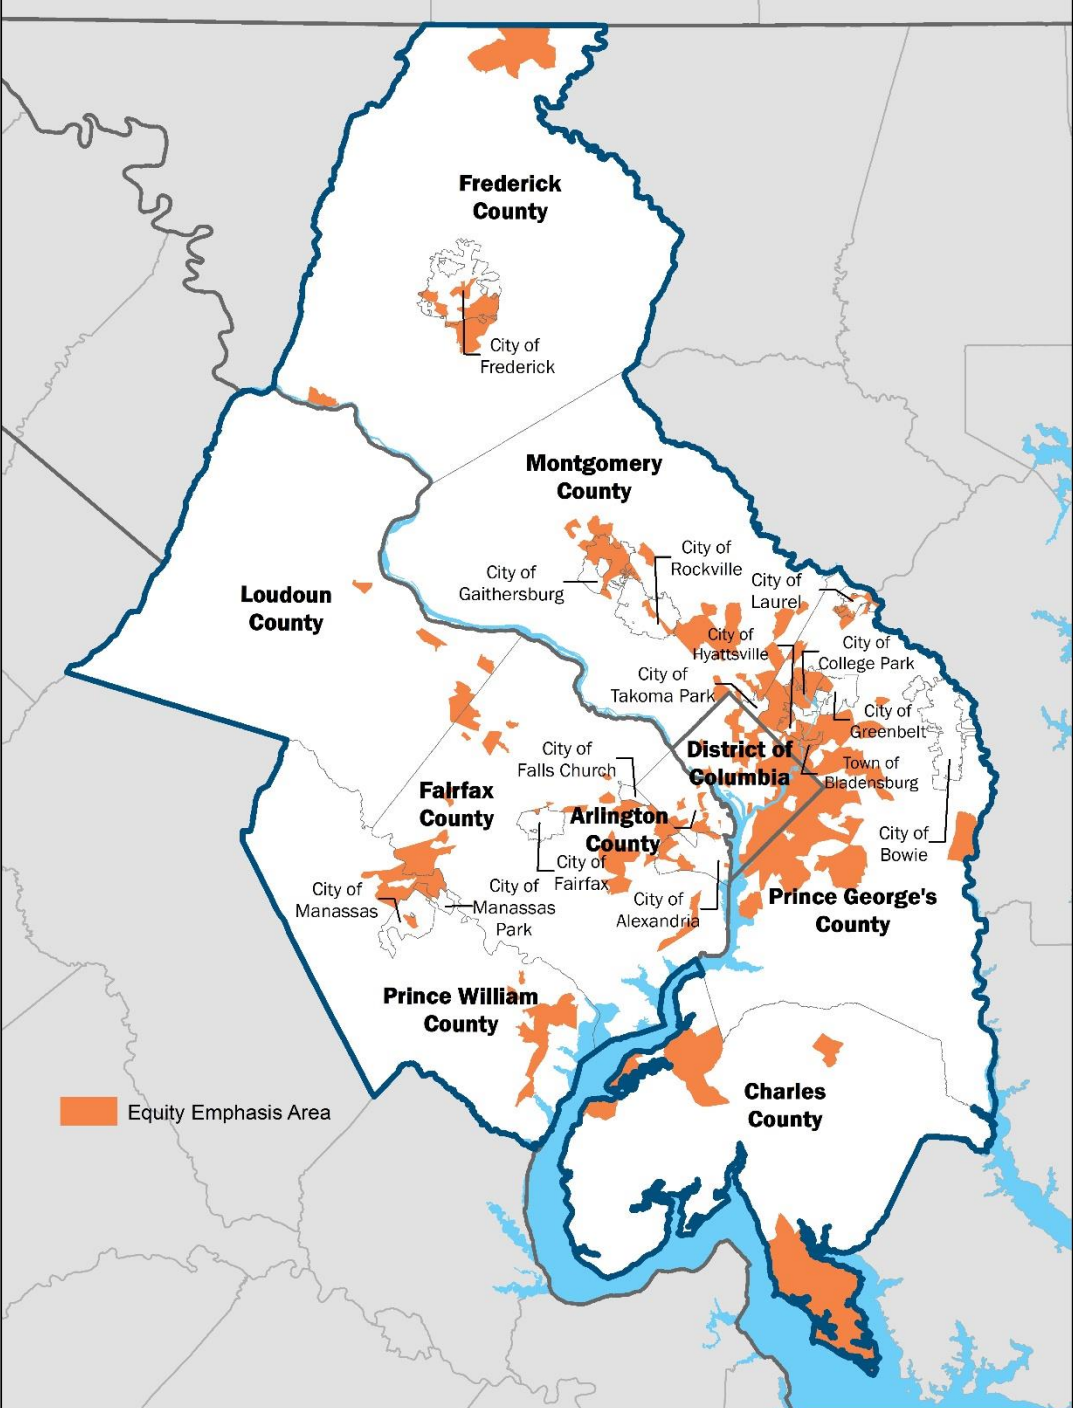 Frederick
County
City of
Frederick
Montgomery
County
City of
Rockville
City of
Gaithersburg
City of
Laurel
Loudoun
County
City of
Hyattsville
City of
College Park
City of
Takoma Park
City of
Greenbelt
District of
Columbia
City of
Falls Church
Town of
Bladensburg
Fairfax
County
Arlington
County
City of
Bowie
City of
Fairfax
City of
Manassas
City of
Manassas
Park
City of
Alexandria
Prince George's
County
Prince William
County
Charles
County
Equity Emphasis Area